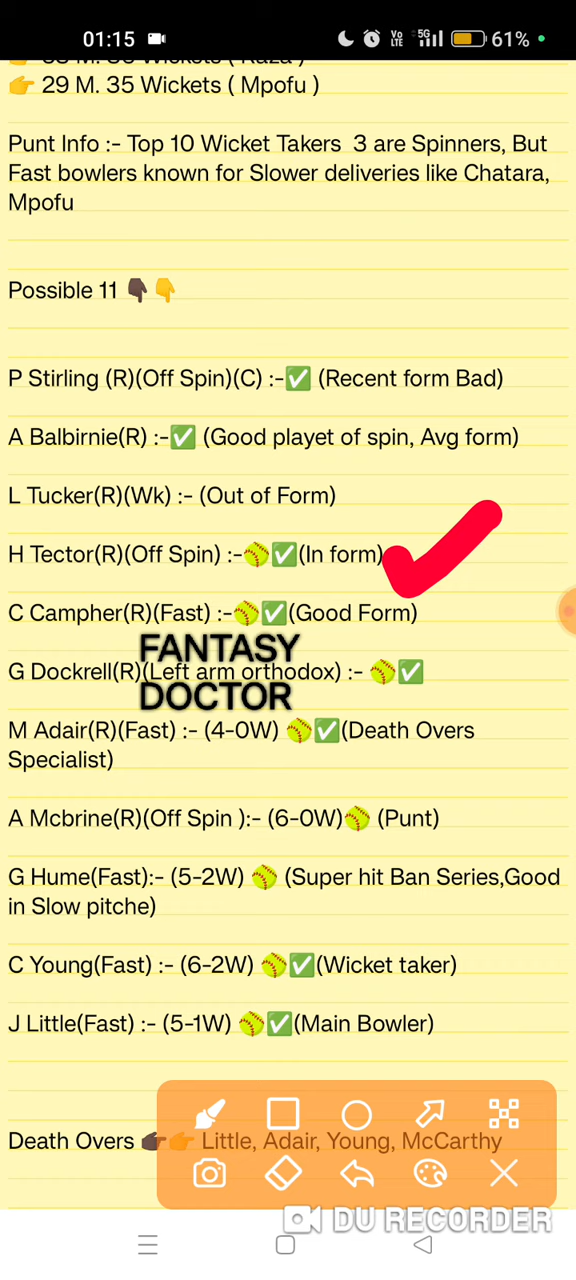 01:15 Vo LTE 5G 61%
👉 29 M. 35 Wickets ( Mpofu )
Punt Info :- Top 10 Wicket Takers 3 are Spinners, But
Fast bowlers known for Slower deliveries like Chatara,
Mpofu
Possible 11 👇🏿👇
P Stirling (R)(Off Spin)(C) :-✅ (Recent form Bad)
A Balbirnie(R) :-✅ (Good playet of spin, Avg form)
L Tucker(R)(Wk) :- (Out of Form)
H Tector(R)(Off Spin) :-🥎✅(In form)
C Campher(R)(Fast) :-🥎✅(Good Form)
FANTASY
G Dockrell(R)(Left arm orthodox) :- 🥎✅
DOCTOR
M Adair(R)(Fast) :- (4-0W) 🥎✅(Death Overs
Specialist)
A Mcbrine(R)(Off Spin ):- (6-0W)🥎 (Punt)
G Hume(Fast):- (5-2W) 🥎 (Super hit Ban Series,Good
in Slow pitche)
C Young(Fast) :- (6-2W) 🥎✅(Wicket taker)
J Little(Fast) :- (5-1W) 🥎✅(Main Bowler)
Death Overs 👉🏿👉 Little, Adair, Young, McCarthy
DU RECORDER